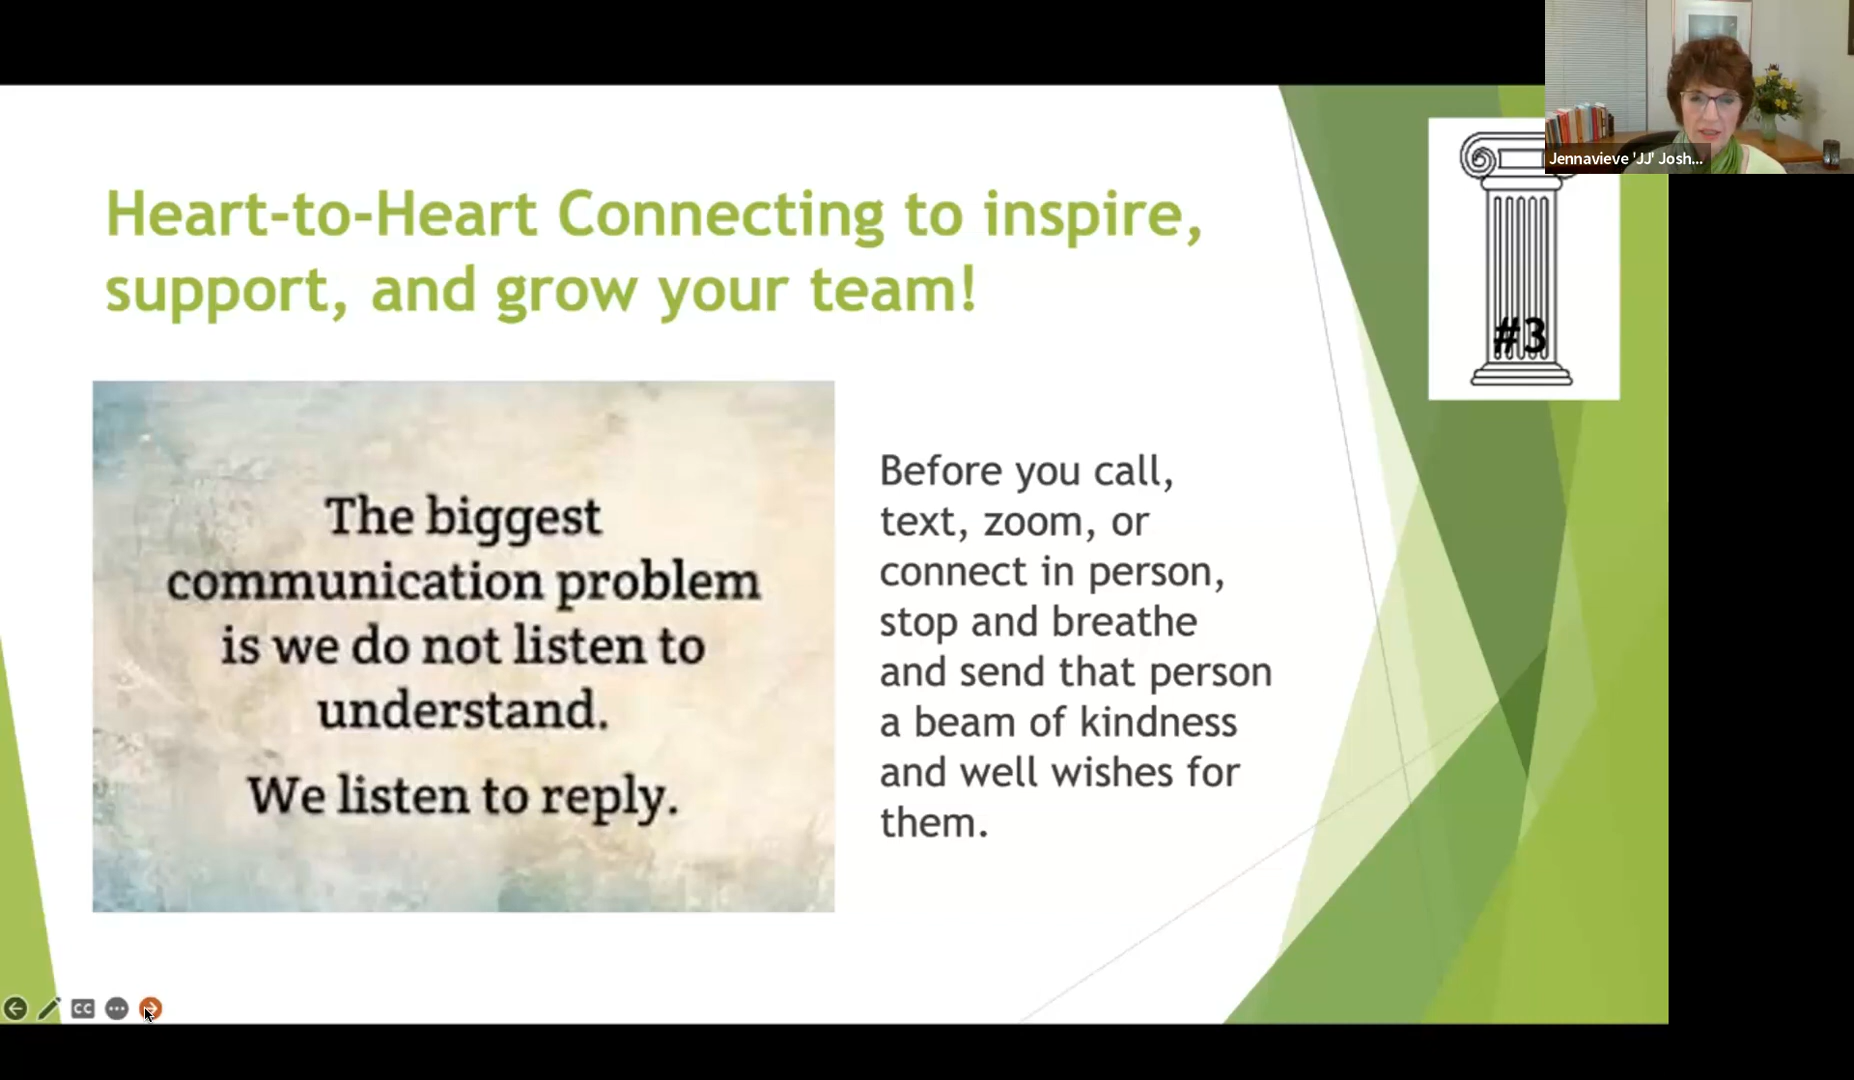 Jennavieve 'JJ' Josh...
Heart-to-Heart Connecting to inspire,
support, and grow your team!
#3
The biggest
communication problem
is we do not listen to
understand.
We listen to reply.
Before you call,
text, zoom, or
connect in person,
stop and breathe
and send that person
a beam of kindness
and well wishes for
them.
CC